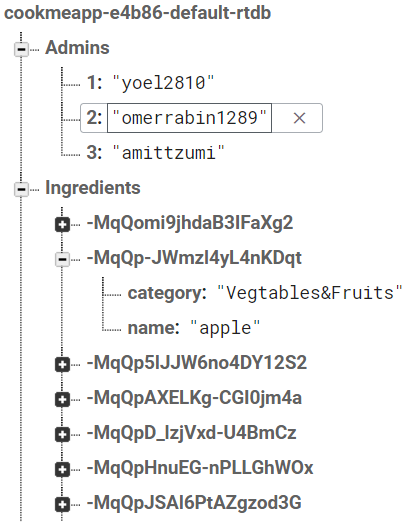 cookmeapp-e4b86-default-rtdb
Admins
1: "yoel2810"
2: "omerrabin1289" ×
3: "amittzumi"
Ingredients
-MqQomi9jhdaB3IFaXg2
-MqQp-JWmzl4yL4nKDqt
category: "Vegtables&Fruits"
name: "apple"
-MqQp5IJJW6no4DY12S2
-MqQpAXELKg-CGI0jm4a
-MqQpD_IzjVxd-U4BmCz
-MqQpHnuEG-nPLLGhWOx
-MqQpJSAI6PtAZgzod3G